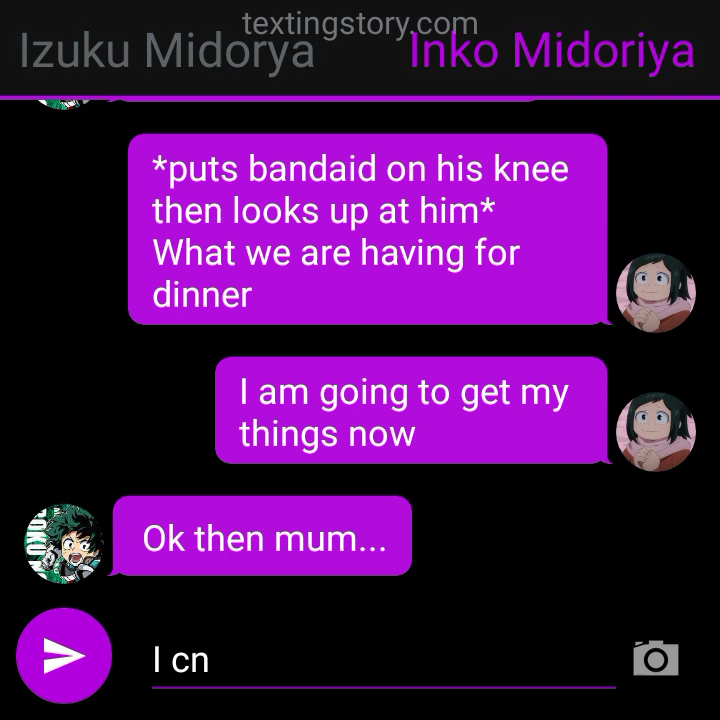 textingstory.com
Izuku Midorya
Inko Midoriya
*puts bandaid on his knee
then looks up at him*
What we are having for
dinner
I am going to get my
things now
Ok then mum...
I cn